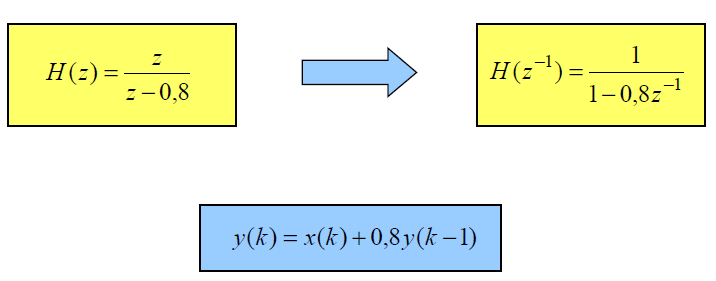 H(z) = z / (z − 0,8)
H(z⁻¹) = 1 / (1 − 0,8z⁻¹)
y(k) = x(k) + 0,8y(k − 1)